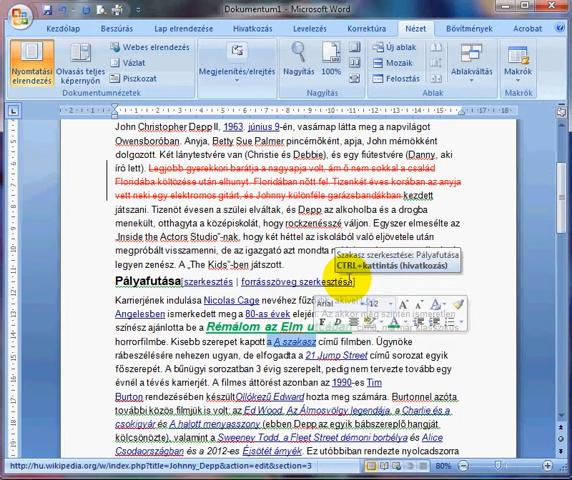 Dokumentum1 - Microsoft Word
Kezdőlap Beszúrás Lap elrendezése Hivatkozás Levelezés Korrektúra Nézet Bővítmények Acrobat
Nyomtatási elrendezés
Olvasás teljes képernyőn
Webes elrendezés
Vázlat
Piszkozat
Megjelenítés/elrejtés
Nagyítás
100%
Új ablak
Mozaik
Felosztás
Ablakváltás
Makrók
Dokumentumnézetek
Nagyítás
Makrók
John Christopher Depp II, 1963. június 9-én, vasárnap látta meg a napvilágot
Owensboróban. Anyja, Betty Sue Palmer pincérnőként, apja, John mérnökként
dolgozott. Két lánytestvére van (Christie és Debbie), és egy fiútestvére (Danny, aki
író lett). Legjobb gyerekkori barátja a nagyapja volt, ám ő nem sokkal a család
Floridába költözése után elhunyt. Floridában nőtt fel. Tizenkét éves korában az anyja
vett neki egy elektromos gitárt, és Johnny különféle garázsbandákban kezdett
játszani. Tizenöt évesen a szülei elváltak, és Depp az alkoholba és a drogba
menekült, otthagyta a középiskolát, hogy rockzenésszé váljon. Egyszer elmesélte az
„Inside the Actors Studio"-nak, hogy két héttel az iskolából való eljövetele után
megpróbált visszamenni, de az igazgató azt mondta
legyen zenész. A „The Kids"-ben játszott.
Szakasz szerkesztése: Pályafutása
CTRL+kattintás (hivatkozás)
Pályafutása[szerkesztés | forrásszöveg szerkesztése]
Karrierjének indulása Nicolas Cage nevéhez fűző
Angelesben ismerkedett meg a 80-as évek elején
színész ajánlotta be a Rémálom az Elm utcában
Arial 12
F D
horrorfilmbe. Kisebb szerepet kapott a A szakasz című filmben. Ügynöke
rábeszélésére nehezen ugyan, de elfogadta a 21 Jump Street című sorozat egyik
főszerepét. A bűnügyi sorozatban 3 évig szerepelt, pedig nem tervezte tovább egy
évnél a tévés karrierjét. A filmes áttörést azonban az 1990-es Tim
Burton rendezésében készült Ollókezű Edward hozta meg számára. Burtonnel azóta
további közös filmjük is volt: az Ed Wood, Az Álmosvölgy legendája, a Charlie és a
csokigyár és A halott menyasszony (ebben Depp az egyik bábszereplő hangját
kölcsönözte), valamint a Sweeney Todd, a Fleet Street démoni borbélya és Alice
Csodaországban és a 2012-es Éjsötét árnyék. Ez utóbbiban rendezte nyolcadszorra
http://hu.wikipedia.org/w/index.php?title=Johnny_Depp&action=edit&section=3
80%